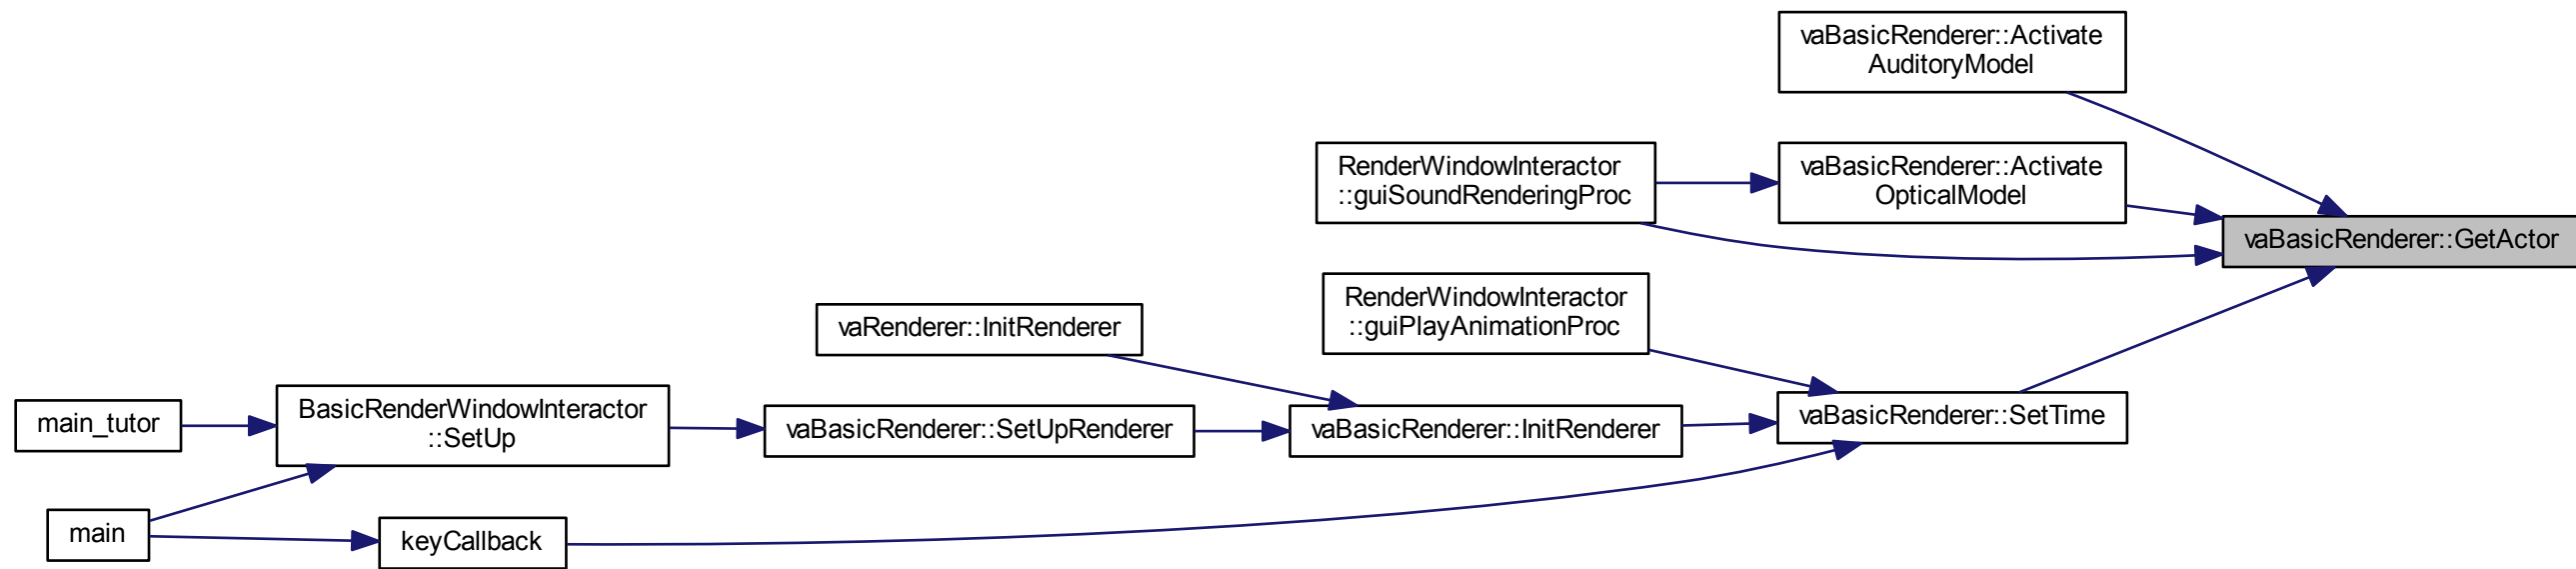 vaBasicRenderer::Activate
AuditoryModel
RenderWindowInteractor
::guiSoundRenderingProc
vaBasicRenderer::Activate
OpticalModel
vaBasicRenderer::GetActor
RenderWindowInteractor
::guiPlayAnimationProc
vaRenderer::InitRenderer
main_tutor
BasicRenderWindowInteractor
::SetUp
vaBasicRenderer::SetUpRenderer
vaBasicRenderer::InitRenderer
vaBasicRenderer::SetTime
main
keyCallback